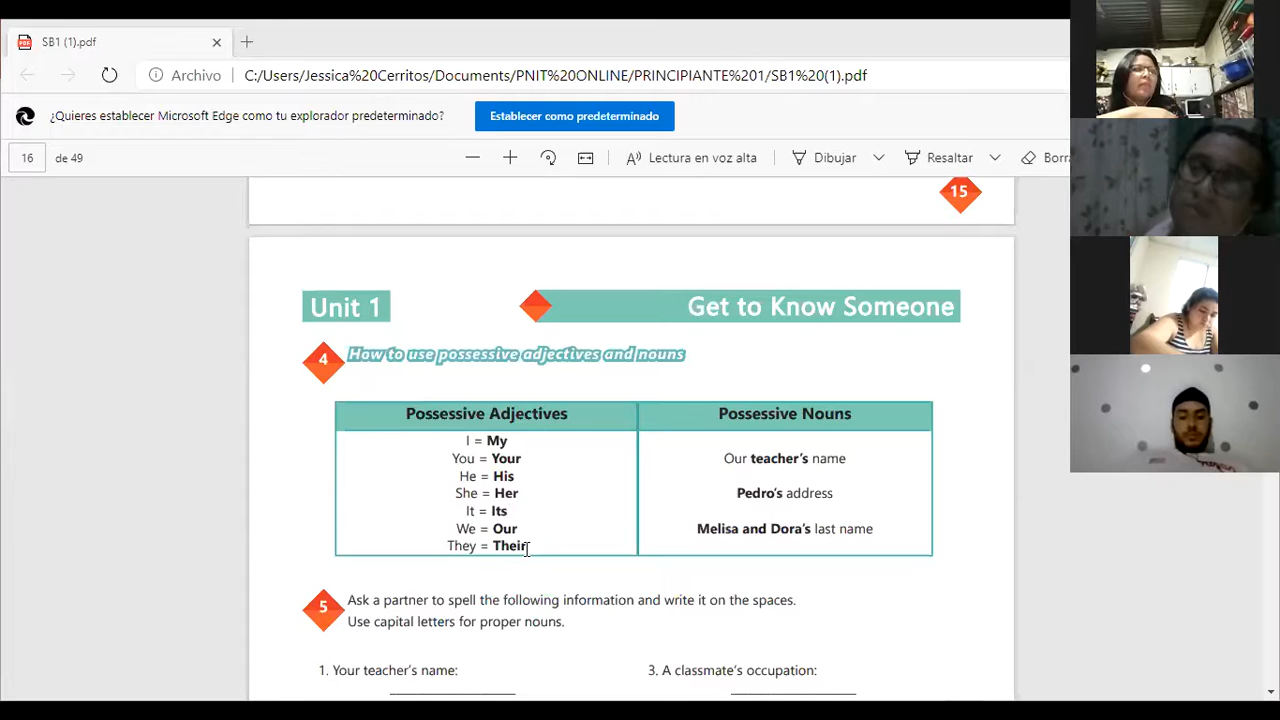 SB1 (1).pdf
Archivo
C:/Users/Jessica%20Cerritos/Documents/PNIT%20ONLINE/PRINCIPIANTE%201/SB1%20(1).pdf
¿Quieres establecer Microsoft Edge como tu explorador predeterminado?
Establecer como predeterminado
16 de 49
Lectura en voz alta
Dibujar
Resaltar
Borra
15
Unit 1
Get to Know Someone
4 How to use possessive adjectives and nouns
Possessive Adjectives
I = My
You = Your
He = His
She = Her
It = Its
We = Our
They = Their
Possessive Nouns
Our teacher's name
Pedro's address
Melisa and Dora's last name
5 Ask a partner to spell the following information and write it on the spaces.
Use capital letters for proper nouns.
1. Your teacher's name:
3. A classmate's occupation: